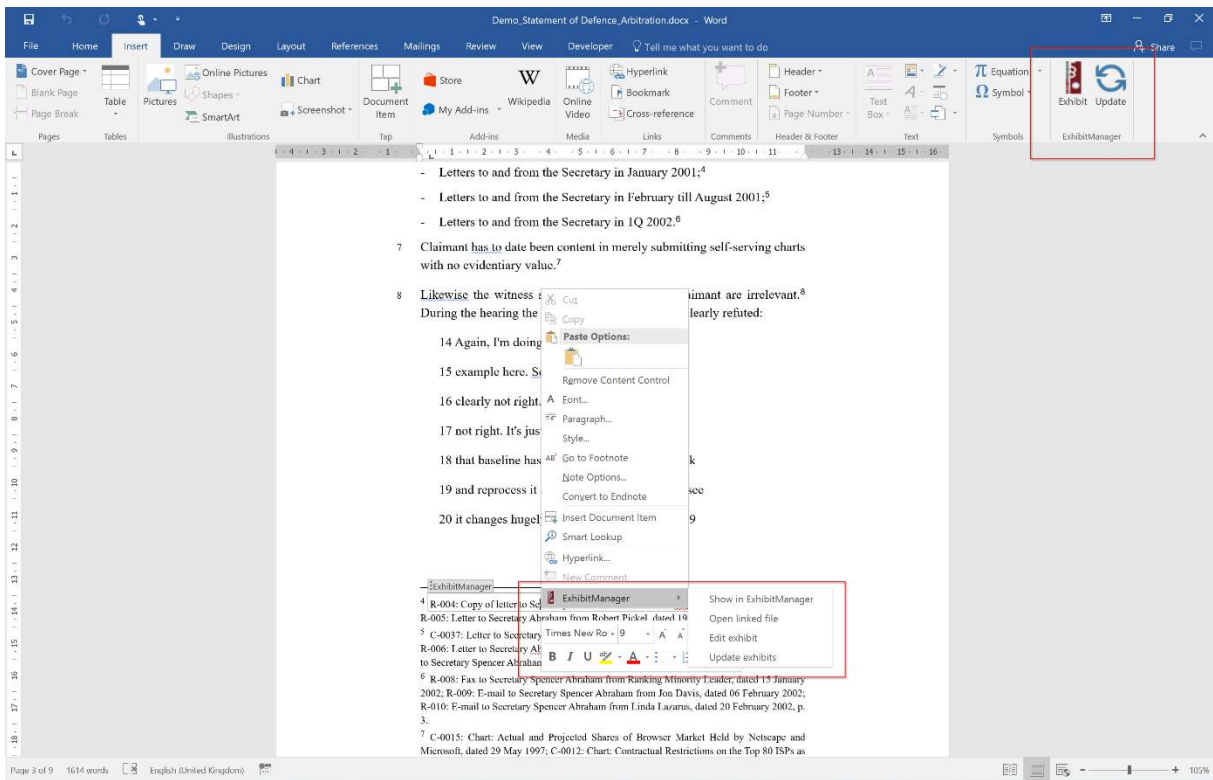 Demo_Statement of Defence_Arbitration.docx - Word
File Home Insert Draw Design Layout References Mailings Review View Developer Tell me what you want to do Share
Cover Page
Blank Page
Page Break
Pages
Table
Tables
Pictures
Online Pictures
Shapes
SmartArt
Chart
Screenshot
Illustrations
Document Item
Tap
Store
My Add-ins
Wikipedia
Add-ins
Online Video
Media
Hyperlink
Bookmark
Cross-reference
Links
Comment
Comments
Header
Footer
Page Number
Header & Footer
Text Box
Text
Equation
Symbol
Symbols
Exhibit Update
ExhibitManager
- Letters to and from the Secretary in January 2001;4
- Letters to and from the Secretary in February till August 2001;5
- Letters to and from the Secretary in 1Q 2002.6
7 Claimant has to date been content in merely submitting self-serving charts
with no evidentiary value.7
8 Likewise the witness imant are irrelevant.8
During the hearing the learly refuted:
14 Again, I'm doing
15 example here.
16 clearly not right.
17 not right. It's jus
18 that baseline has k
19 and reprocess it see
20 it changes hugel 9
Cut
Copy
Paste Options:
Remove Content Control
Font...
Paragraph...
Style...
Go to Footnote
Note Options...
Convert to Endnote
Insert Document Item
Smart Lookup
Hyperlink...
New Comment
ExhibitManager
Show in ExhibitManager
Open linked file
Edit exhibit
Update exhibits
Times New Ro 9 A A
B I U A
ExhibitManager
4 R-004: Copy of letter to Se
R-005: Letter to Secretary Abraham from Robert Pickel, dated 19
5 C-0037: Letter to Secretary
R-006: Letter to Secretary Ab
to Secretary Spencer Abraham
6 R-008: Fax to Secretary Spencer Abraham from Ranking Minority Leader, dated 15 January
2002; R-009: E-mail to Secretary Spencer Abraham from Jon Davis, dated 06 February 2002;
R-010: E-mail to Secretary Spencer Abraham from Linda Lazarus, dated 20 February 2002, p.
3.
7 C-0015: Chart: Actual and Projected Shares of Browser Market Held by Netscape and
Microsoft, dated 29 May 1997; C-0012: Chart: Contractual Restrictions on the Top 80 ISPs as
Page 3 of 9 1614 words English (United Kingdom) 105%